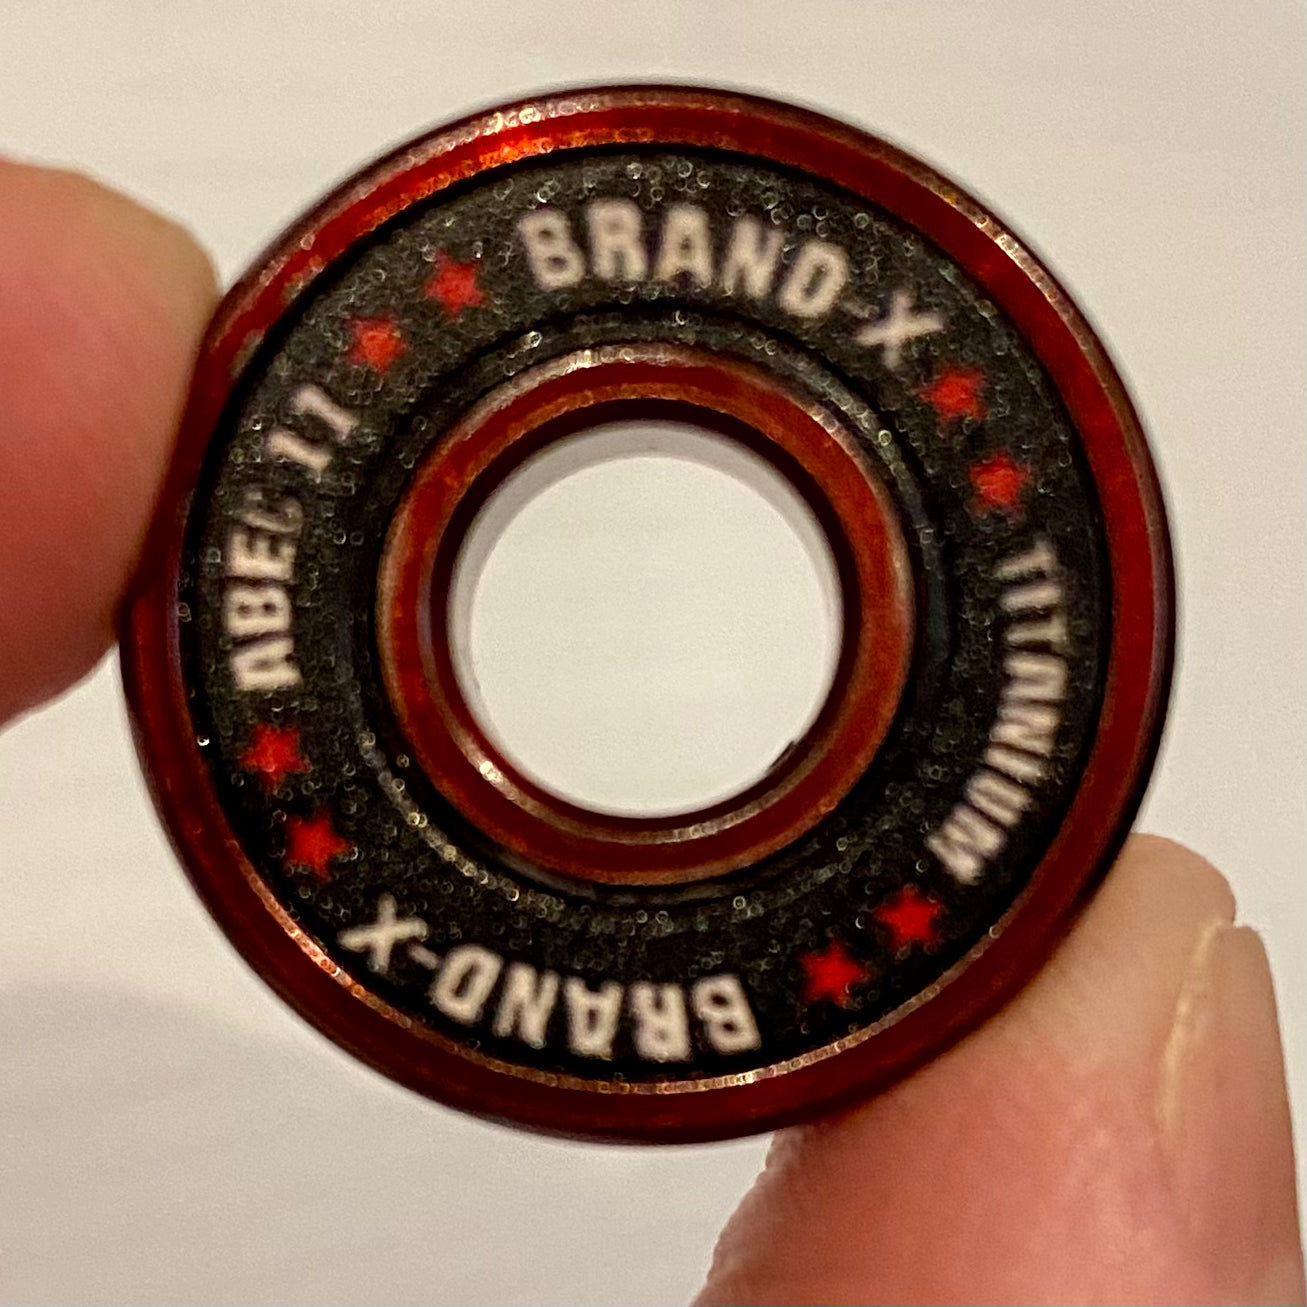 BRAND-X
TITANIUM
BRAND-X
ABEC 11